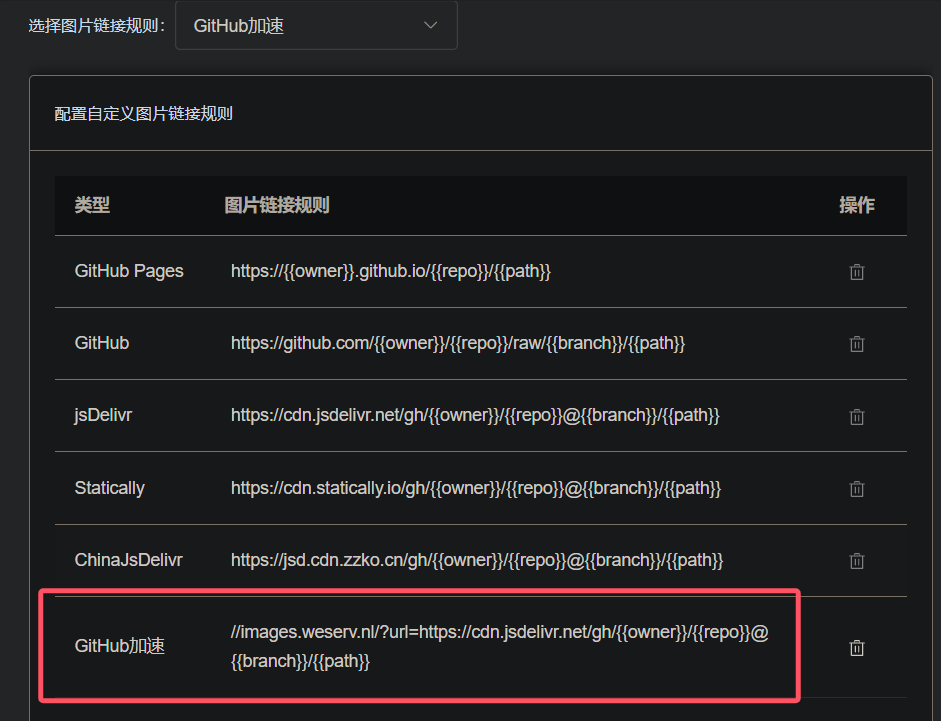 选择图片链接规则： GitHub加速
配置自定义图片链接规则
类型 图片链接规则 操作
GitHub Pages https://{{owner}}.github.io/{{repo}}/{{path}}
GitHub https://github.com/{{owner}}/{{repo}}/raw/{{branch}}/{{path}}
jsDelivr https://cdn.jsdelivr.net/gh/{{owner}}/{{repo}}@{{branch}}/{{path}}
Statically https://cdn.statically.io/gh/{{owner}}/{{repo}}@{{branch}}/{{path}}
ChinaJsDelivr https://jsd.cdn.zzko.cn/gh/{{owner}}/{{repo}}@{{branch}}/{{path}}
GitHub加速 //images.weserv.nl/?url=https://cdn.jsdelivr.net/gh/{{owner}}/{{repo}}@
{{branch}}/{{path}}